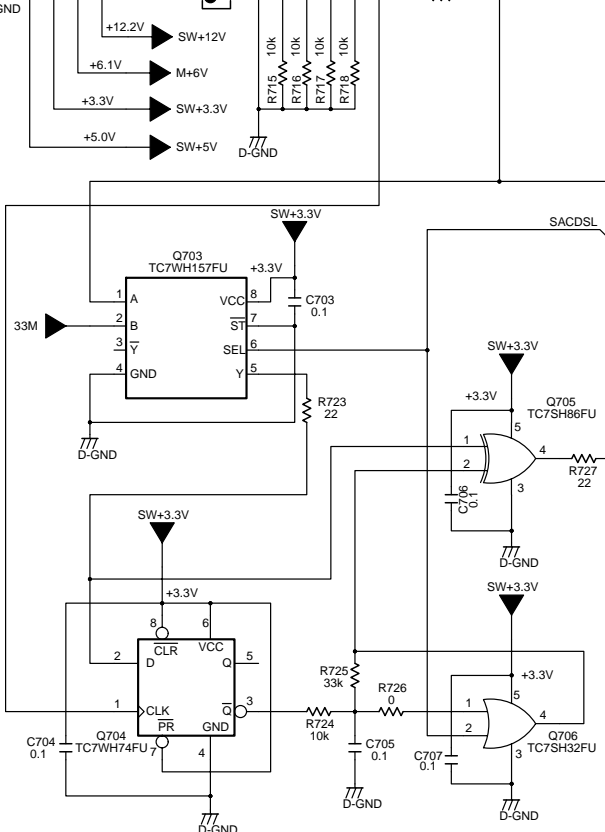 GND
+12.2V
SW+12V
+6.1V
M+6V
+3.3V
SW+3.3V
+5.0V
SW+5V
R715 10k
R716 10k
R717 10k
R718 10k
D-GND
SACDSL
SW+3.3V
Q703
TC7WH157FU
+3.3V
1 A
VCC 8
C703
0.1
33M
2 B
ST 7
3 Y
SEL 6
4 GND
Y 5
R723
22
D-GND
SW+3.3V
+3.3V
Q705
TC7SH86FU
5
1
4
2
R727
22
3
C706
0.1
D-GND
SW+3.3V
+3.3V
8
6
CLR
VCC
2 D
Q 5
1 CLK
Q 3
PR
GND
C704
0.1
Q704
TC7WH74FU
7
4
D-GND
R725
33k
R726
0
R724
10k
C705
0.1
D-GND
SW+3.3V
+3.3V
5
1
4
2
Q706
TC7SH32FU
3
C707
0.1
D-GND